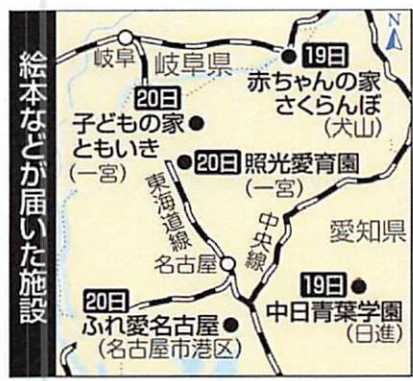 絵本などが届いた施設
N
岐阜
岐阜県
19日
赤ちゃんの家
さくらんぼ
(犬山)
20日
子どもの家
ともいき
(一宮)
20日 照光愛育園
(一宮)
東海道線
中央線
愛知県
名古屋
19日
中日青葉学園
(日進)
20日
ふれ愛名古屋
(名古屋市港区)